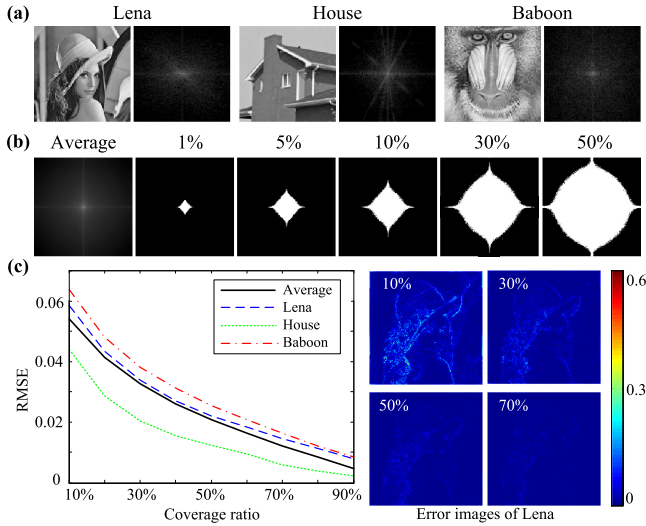 (a) Lena House Baboon
(b) Average 1% 5% 10% 30% 50%
(c)
0.06
0.04
0.02
0
RMSE
Average
Lena
House
Baboon
10% 30% 50% 70% 90%
Coverage ratio
10% 30%
50% 70%
Error images of Lena
0.6
0.3
0